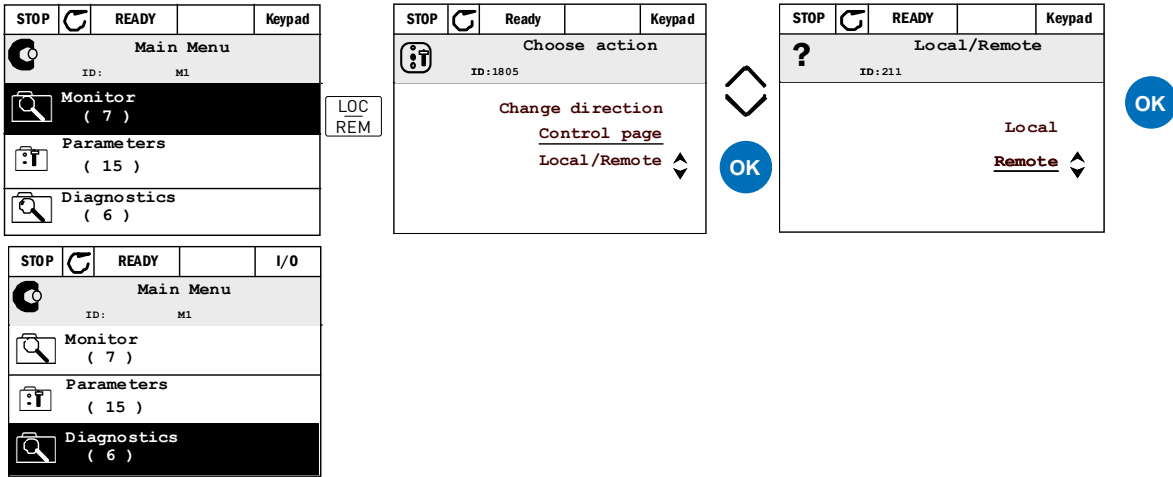 STOP READY Keypad
Main Menu
ID: M1
Monitor
( 7 )
Parameters
( 15 )
Diagnostics
( 6 )
LOC
REM
STOP Ready Keypad
Choose action
ID:1805
Change direction
Control page
Local/Remote
OK
STOP READY Keypad
?
Local/Remote
ID:211
Local
Remote
OK
STOP READY I/O
Main Menu
ID: M1
Monitor
( 7 )
Parameters
( 15 )
Diagnostics
( 6 )